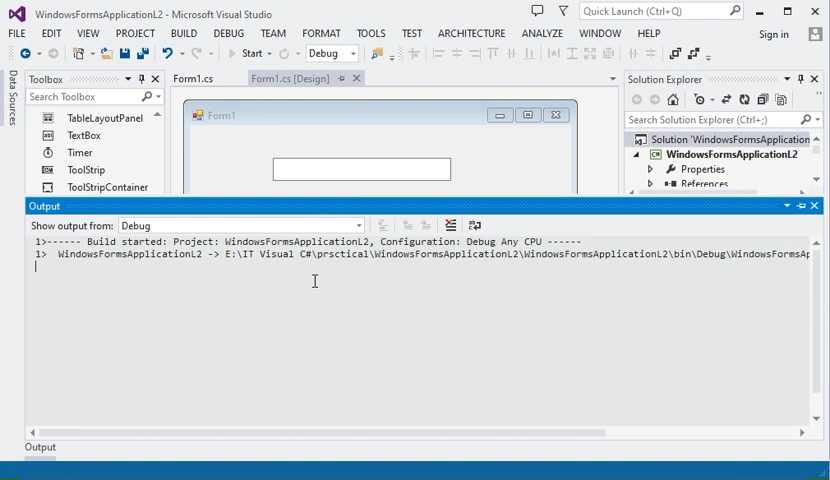 WindowsFormsApplicationL2 - Microsoft Visual Studio
Quick Launch (Ctrl+Q)
FILE EDIT VIEW PROJECT BUILD DEBUG TEAM FORMAT TOOLS TEST ARCHITECTURE ANALYZE WINDOW HELP Sign in
Start Debug
Data Sources
Toolbox
Form1.cs
Form1.cs [Design]
Solution Explorer
Search Toolbox
Search Solution Explorer (Ctrl+;)
TableLayoutPanel
TextBox
Timer
ToolStrip
ToolStripContainer
Form1
Solution 'WindowsFormsApplication
WindowsFormsApplicationL2
Properties
References
Output
Show output from: Debug
1>------ Build started: Project: WindowsFormsApplicationL2, Configuration: Debug Any CPU ------
1> WindowsFormsApplicationL2 -> E:\IT Visual C#\prsctical\WindowsFormsApplicationL2\WindowsFormsApplicationL2\bin\Debug\WindowsFormsAp
Output